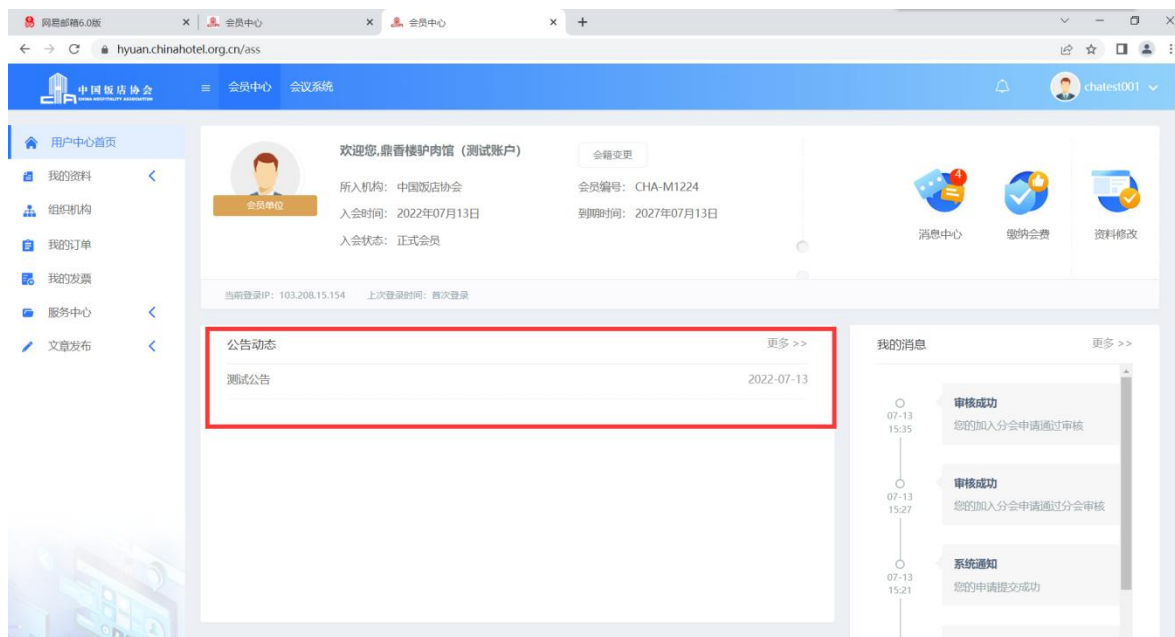 网易邮箱6.0版
会员中心
会员中心
hyuan.chinahotel.org.cn/ass
中国饭店协会
CHINA HOSPITALITY ASSOCIATION
会员中心 会议系统
chatest001
用户中心首页
我的资料
组织机构
我的订单
我的发票
服务中心
文章发布
会员单位
欢迎您,鼎香楼驴肉馆（测试账户）
会籍变更
所入机构： 中国饭店协会
会员编号： CHA-M1224
入会时间： 2022年07月13日
到期时间： 2027年07月13日
入会状态： 正式会员
4
消息中心
缴纳会费
资料修改
当前登录IP：103.208.15.154 上次登录时间：首次登录
公告动态
更多 >>
测试公告
2022-07-13
我的消息
更多 >>
07-13
15:35
审核成功
您的加入分会申请通过审核
07-13
15:27
审核成功
您的加入分会申请通过分会审核
07-13
15:21
系统通知
您的申请提交成功